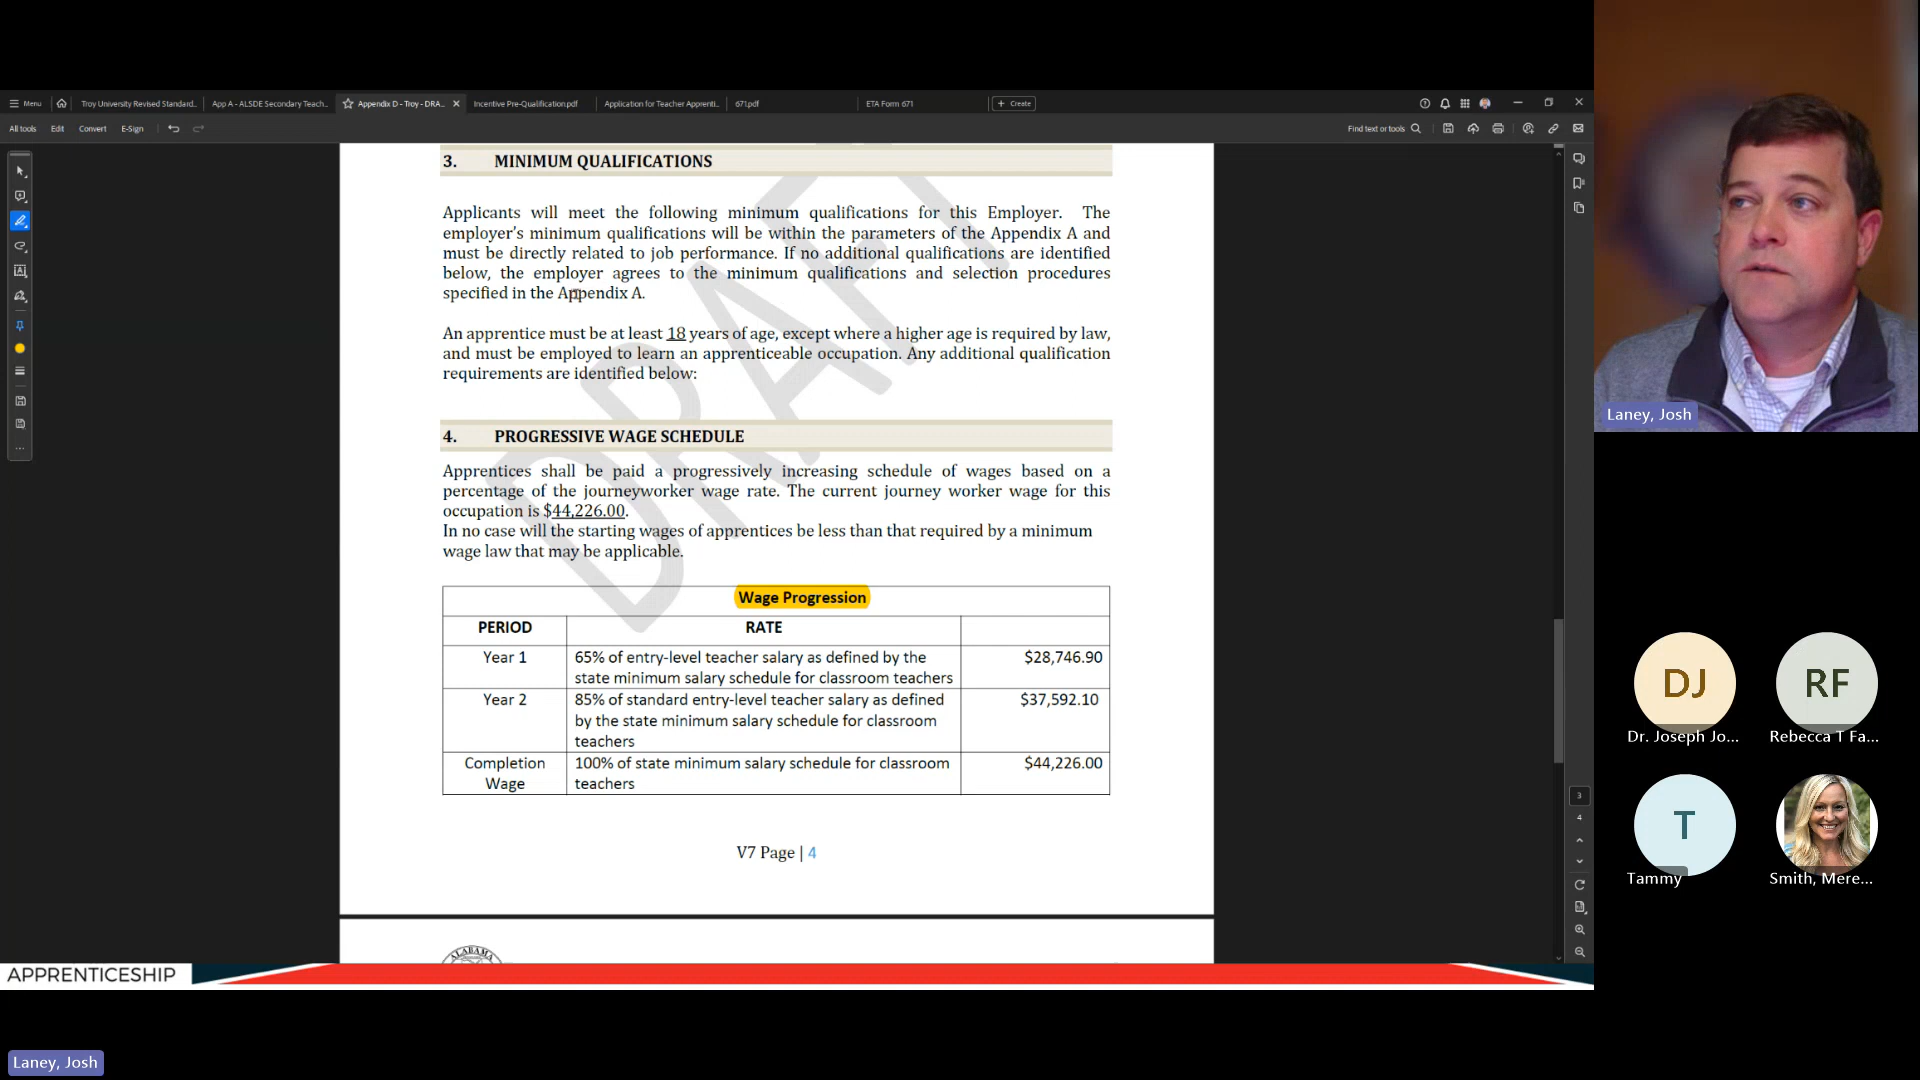 Menu
Troy University Revised Standard...
App A - ALSDE Secondary Teach...
Appendix D - Troy - DRA...
Incentive Pre-Qualification.pdf
Application for Teacher Apprenti...
671.pdf
ETA Form 671
+ Create
All tools
Edit
Convert
E-Sign
Find text or tools
DRAFT
3. MINIMUM QUALIFICATIONS
Applicants will meet the following minimum qualifications for this Employer. The
employer's minimum qualifications will be within the parameters of the Appendix A and
must be directly related to job performance. If no additional qualifications are identified
below, the employer agrees to the minimum qualifications and selection procedures
specified in the Appendix A.
An apprentice must be at least 18 years of age, except where a higher age is required by law,
and must be employed to learn an apprenticeable occupation. Any additional qualification
requirements are identified below:
4. PROGRESSIVE WAGE SCHEDULE
Apprentices shall be paid a progressively increasing schedule of wages based on a
percentage of the journeyworker wage rate. The current journey worker wage for this
occupation is $44,226.00.
In no case will the starting wages of apprentices be less than that required by a minimum
wage law that may be applicable.
Wage Progression
PERIOD RATE
Year 1 65% of entry-level teacher salary as defined by the $28,746.90
state minimum salary schedule for classroom teachers
Year 2 85% of standard entry-level teacher salary as defined $37,592.10
by the state minimum salary schedule for classroom
teachers
Completion 100% of state minimum salary schedule for classroom $44,226.00
Wage teachers
V7 Page | 4
ALABAMA
3
4
APPRENTICESHIP
Laney, Josh
Laney, Josh
DJ
RF
Dr. Joseph Jo...
Rebecca T Fa...
T
Tammy
Smith, Mere...